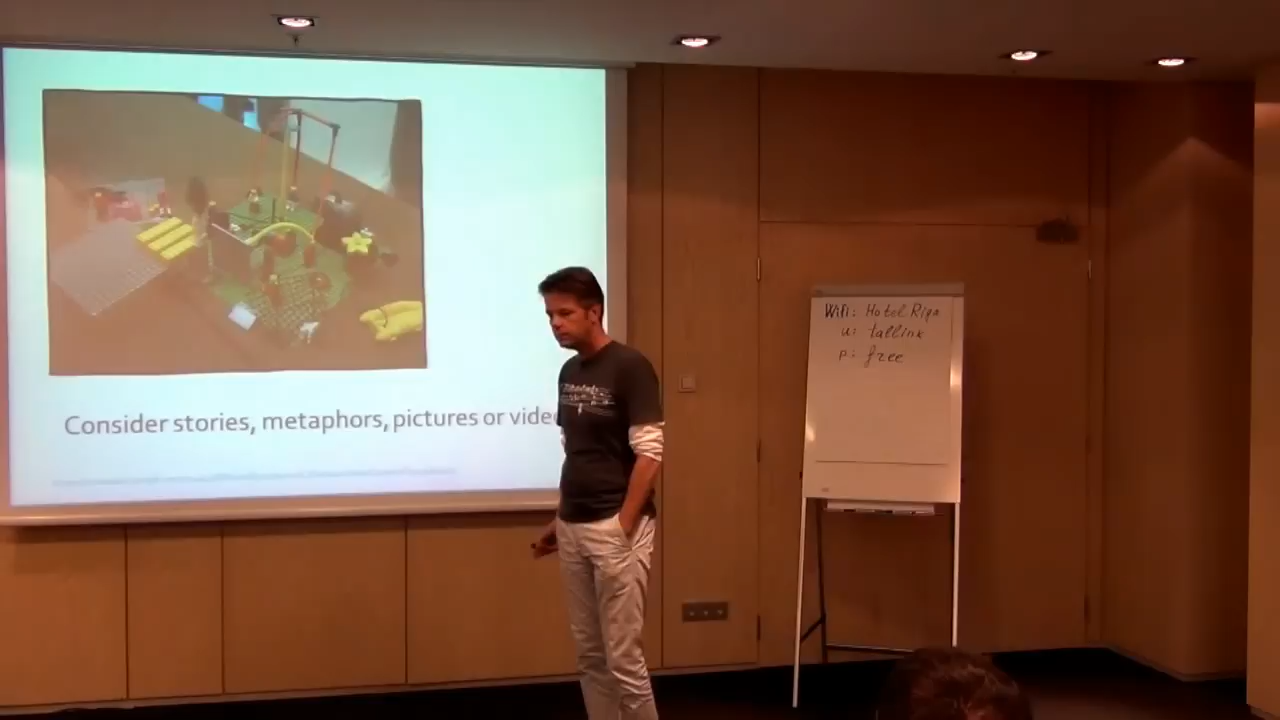 Consider stories, metaphors, pictures or vide
Wifi: Hotel Riga
u: tallink
p: free